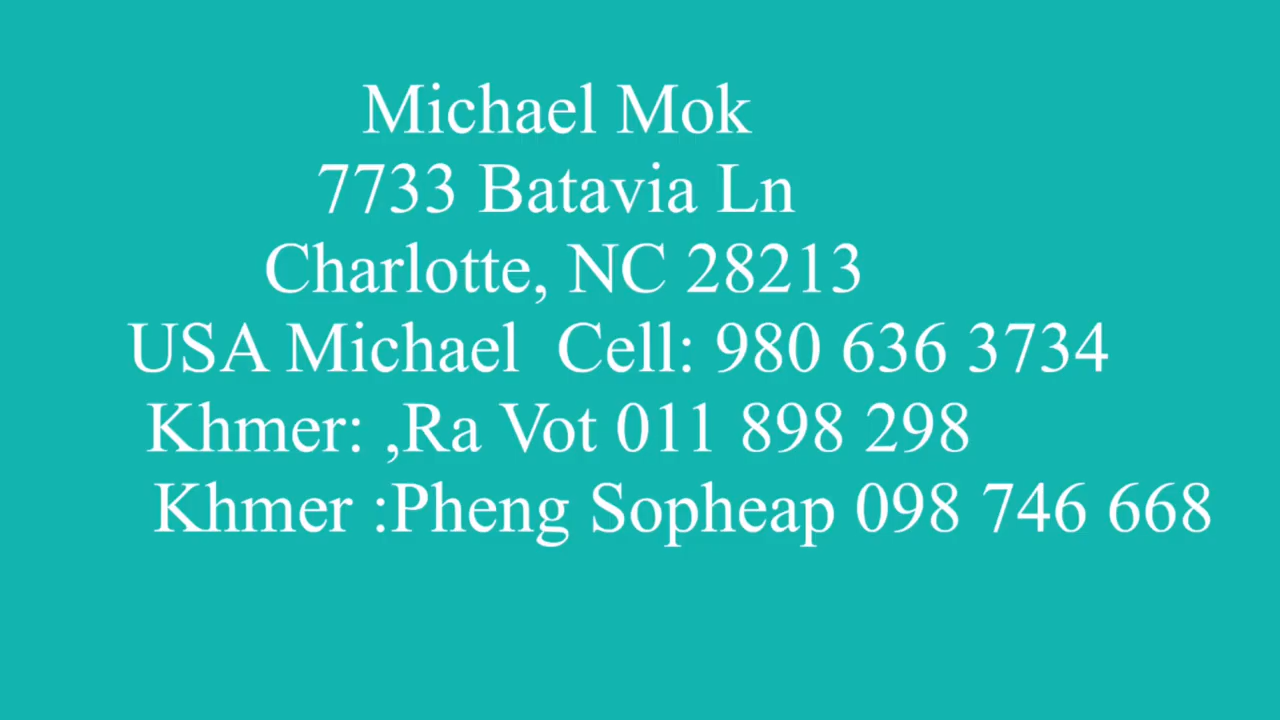 Michael Mok
7733 Batavia Ln
Charlotte, NC 28213
USA Michael  Cell: 980 636 3734
Khmer: ,Ra Vot 011 898 298
Khmer :Pheng Sopheap 098 746 668